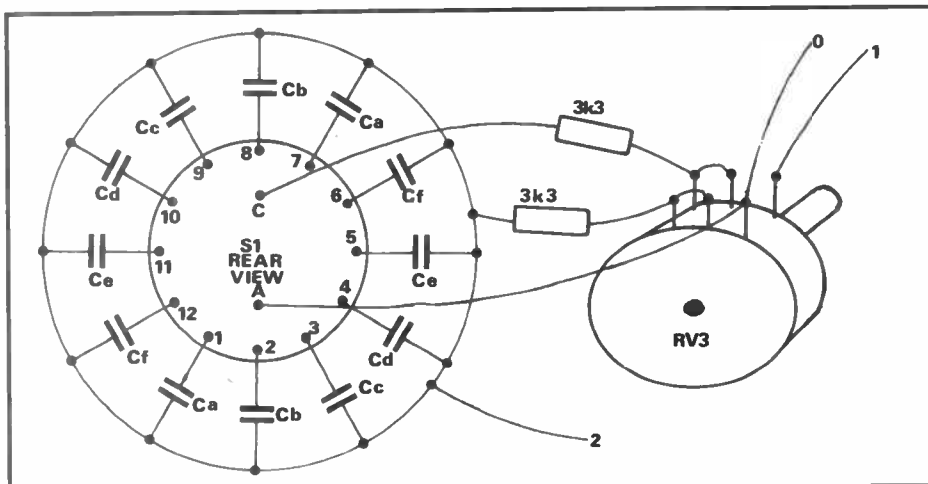 0
1
3k3
Cb
Ca
Cc
8
7
9
Cd
Cf
10
6
C
3k3
S1
REAR
VIEW
A
11
5
Ce
Ce
4
12
1
2
3
Cf
Cd
Ca
Cb
Cc
RV3
2